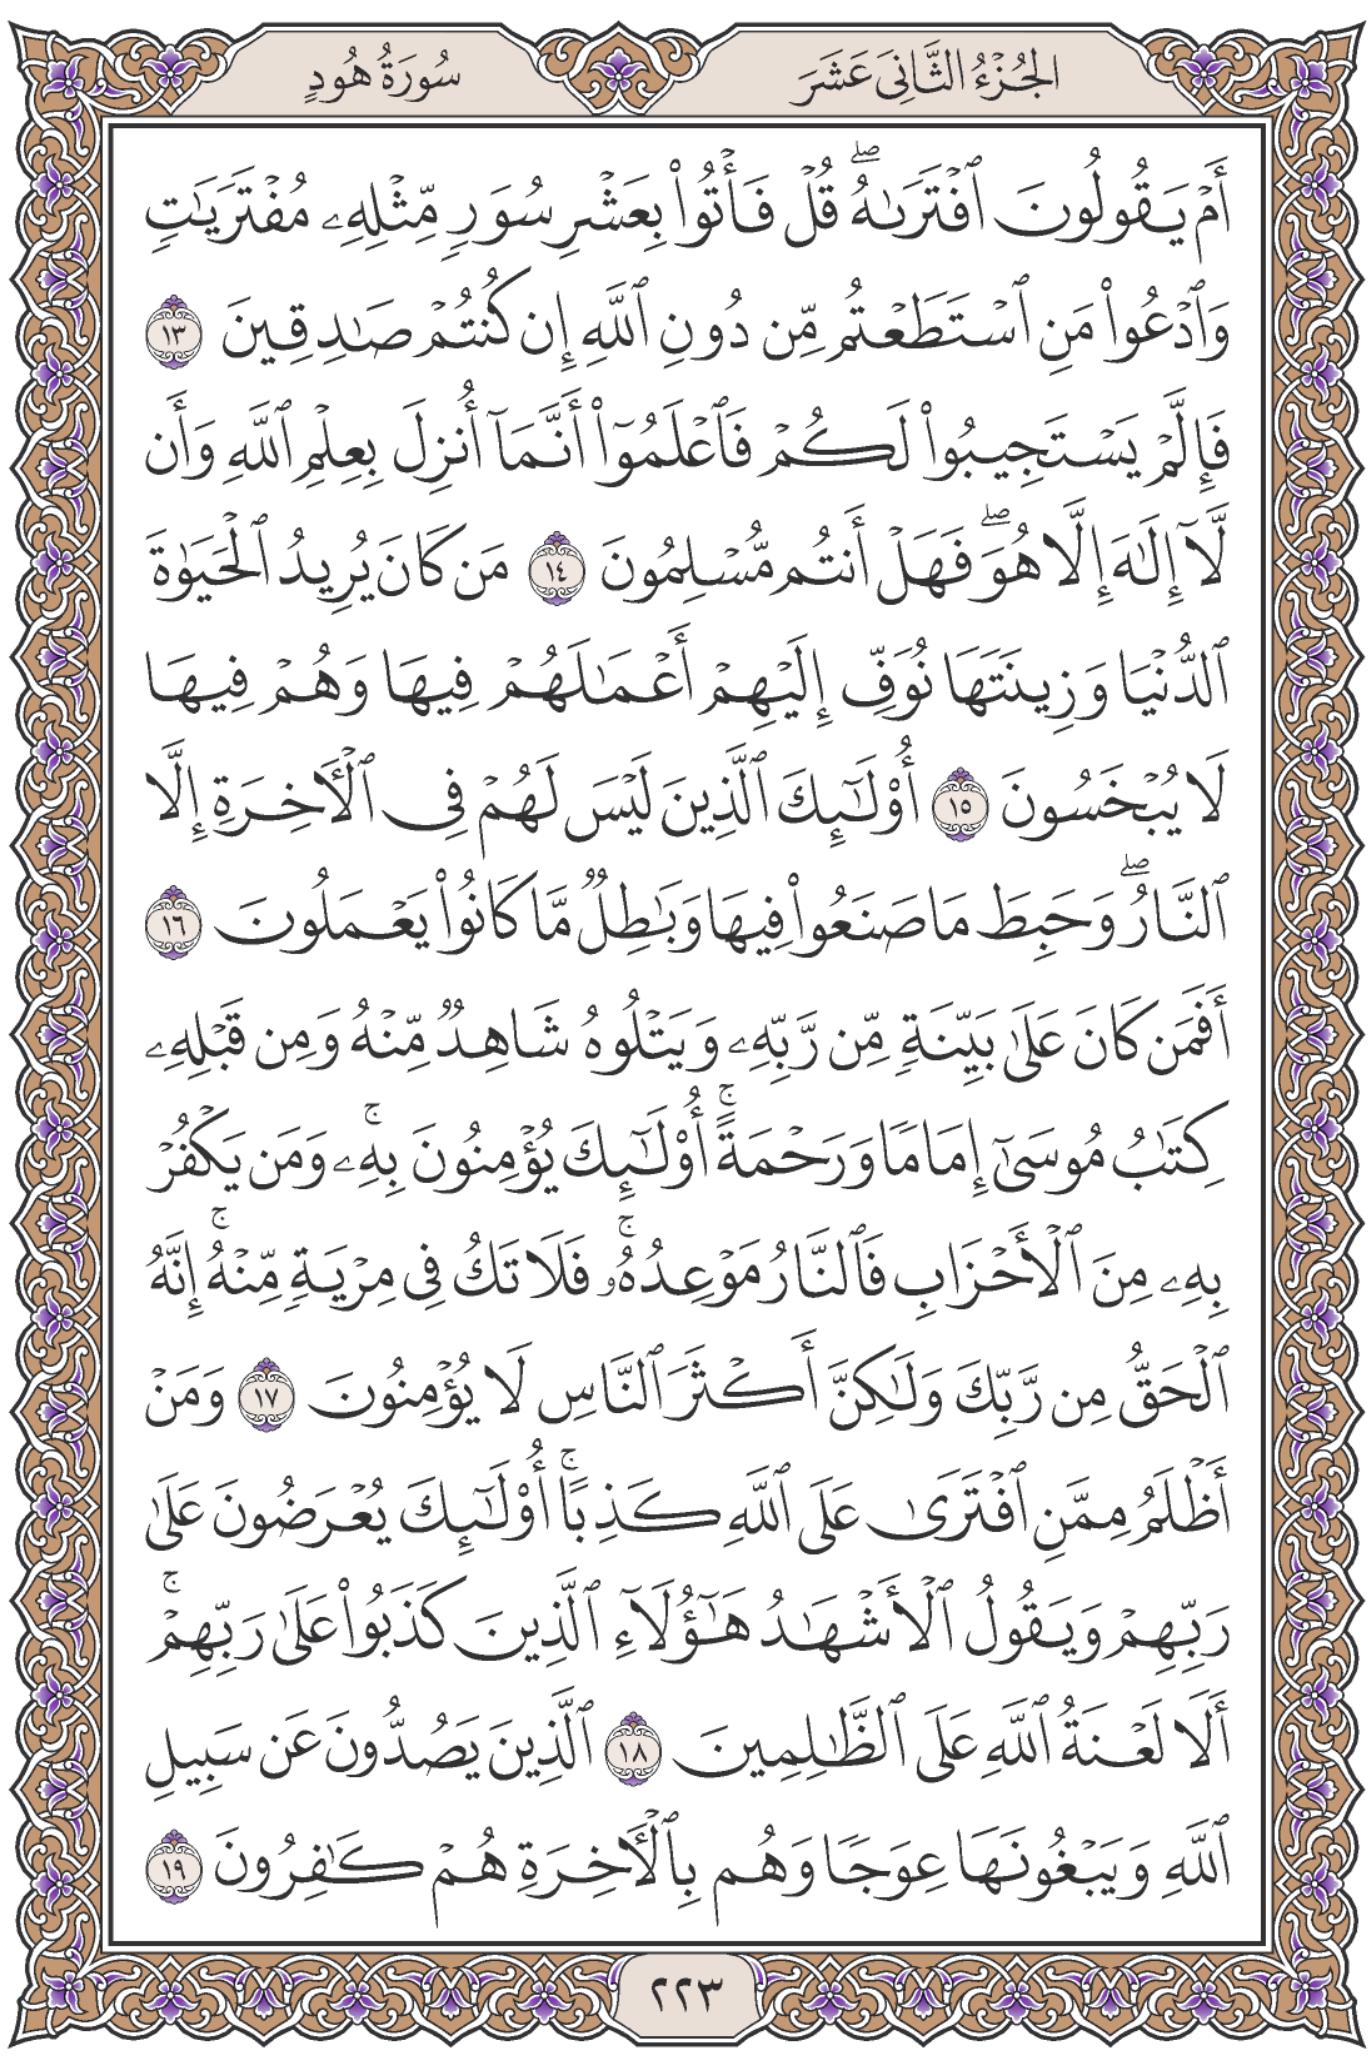 الجُزْءُ الثَّانِيَ عَشَرَ
سُورَةُ هُودٍ
أَمْ يَقُولُونَ ٱفْتَرَىٰهُۖ قُلْ فَأْتُوا۟ بِعَشْرِ سُوَرٍ مِّثْلِهِۦ مُفْتَرَيَٰتٍ
وَٱدْعُوا۟ مَنِ ٱسْتَطَعْتُم مِّن دُونِ ٱللَّهِ إِن كُنتُمْ صَٰدِقِينَ ١٣
فَإِلَّمْ يَسْتَجِيبُوا۟ لَكُمْ فَٱعْلَمُوٓا۟ أَنَّمَآ أُنزِلَ بِعِلْمِ ٱللَّهِ وَأَن
لَّآ إِلَٰهَ إِلَّا هُوَۖ فَهَلْ أَنتُم مُّسْلِمُونَ ١٤ مَن كَانَ يُرِيدُ ٱلْحَيَوٰةَ
ٱلدُّنْيَا وَزِينَتَهَا نُوَفِّ إِلَيْهِمْ أَعْمَٰلَهُمْ فِيهَا وَهُمْ فِيهَا
لَا يُبْخَسُونَ ١٥ أُو۟لَٰٓئِكَ ٱلَّذِينَ لَيْسَ لَهُمْ فِى ٱلْءَاخِرَةِ إِلَّا
ٱلنَّارُۖ وَحَبِطَ مَا صَنَعُوا۟ فِيهَا وَبَٰطِلٌ مَّا كَانُوا۟ يَعْمَلُونَ ١٦
أَفَمَن كَانَ عَلَىٰ بَيِّنَةٍ مِّن رَّبِّهِۦ وَيَتْلُوهُ شَاهِدٌ مِّنْهُ وَمِن قَبْلِهِۦ
كِتَٰبُ مُوسَىٰٓ إِمَامًا وَرَحْمَةًۚ أُو۟لَٰٓئِكَ يُؤْمِنُونَ بِهِۦۚ وَمَن يَكْفُرْ
بِهِۦ مِنَ ٱلْأَحْزَابِ فَٱلنَّارُ مَوْعِدُهُۥۚ فَلَا تَكُ فِى مِرْيَةٍ مِّنْهُۚ إِنَّهُ
ٱلْحَقُّ مِن رَّبِّكَ وَلَٰكِنَّ أَكْثَرَ ٱلنَّاسِ لَا يُؤْمِنُونَ ١٧ وَمَنْ
أَظْلَمُ مِمَّنِ ٱفْتَرَىٰ عَلَى ٱللَّهِ كَذِبًاۚ أُو۟لَٰٓئِكَ يُعْرَضُونَ عَلَىٰ
رَبِّهِمْ وَيَقُولُ ٱلْأَشْهَٰدُ هَٰٓؤُلَآءِ ٱلَّذِينَ كَذَبُوا۟ عَلَىٰ رَبِّهِمْۚ
أَلَا لَعْنَةُ ٱللَّهِ عَلَى ٱلظَّٰلِمِينَ ١٨ ٱلَّذِينَ يَصُدُّونَ عَن سَبِيلِ
ٱللَّهِ وَيَبْغُونَهَا عِوَجًا وَهُم بِٱلْءَاخِرَةِ هُمْ كَٰفِرُونَ ١٩
٢٢٣